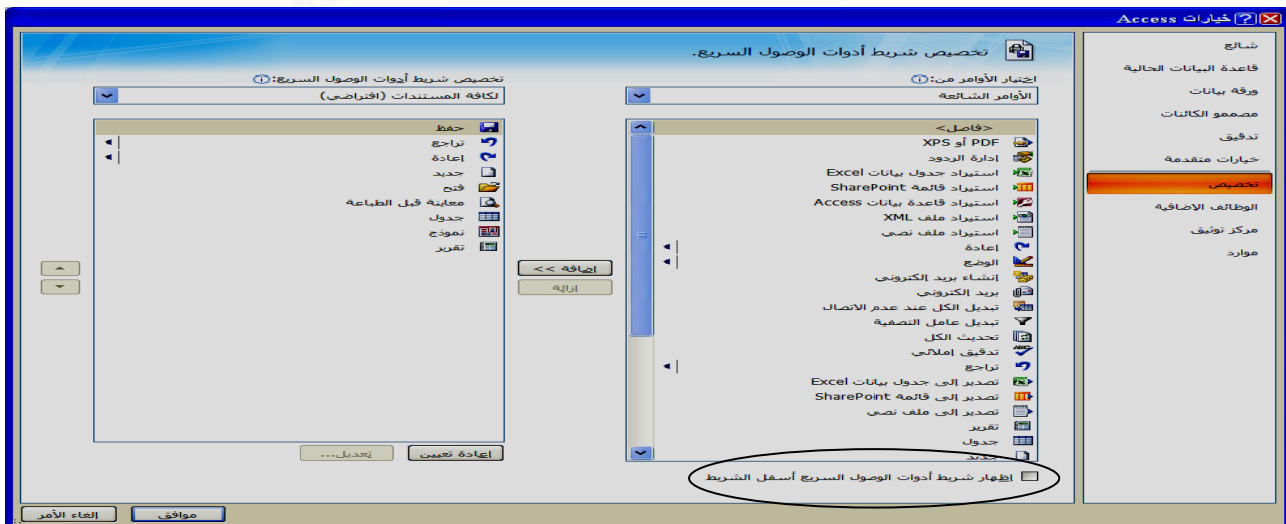 خيارات Access
شائع
قاعدة البيانات الحالية
ورقة بيانات
مصممو الكائنات
تدقيق
خيارات متقدمة
تخصيص
الوظائف الإضافية
مركز توثيق
موارد
تخصيص شريط أدوات الوصول السريع.
اختيار الأوامر من:
الأوامر الشائعة
<فاصل>
PDF أو XPS
إدارة الردود
استيراد جدول بيانات Excel
استيراد قائمة SharePoint
استيراد قاعدة بيانات Access
استيراد ملف XML
استيراد ملف نصي
إعادة
الوضع
إنشاء بريد إلكتروني
بريد إلكتروني
تبديل الكل عند عدم الاتصال
تبديل عامل التصفية
تحديث الكل
تدقيق إملائي
تراجع
تصدير إلى جدول بيانات Excel
تصدير إلى قائمة SharePoint
تصدير إلى ملف نصي
تقرير
جدول
جديد
إظهار شريط أدوات الوصول السريع أسفل الشريط
إضافة >>
إزالة
تخصيص شريط أدوات الوصول السريع:
لكافة المستندات (افتراضي)
حفظ
تراجع
إعادة
جديد
فتح
معاينة قبل الطباعة
جدول
نموذج
تقرير
إعادة تعيين
تعديل...
موافق
إلغاء الأمر